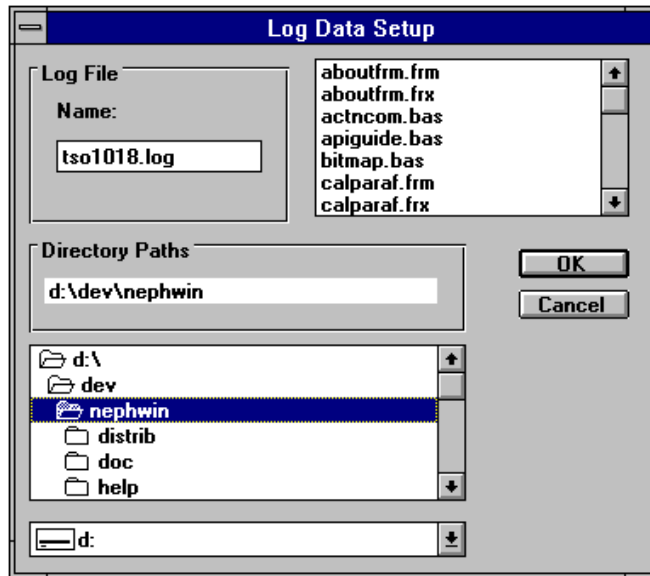 Log Data Setup
Log File
Name:
tso1018.log
aboutfrm.frm
aboutfrm.frx
actncom.bas
apiguide.bas
bitmap.bas
calparaf.frm
calparaf.frx
Directory Paths
d:\dev\nephwin
OK
Cancel
d:\
dev
nephwin
distrib
doc
help
d: